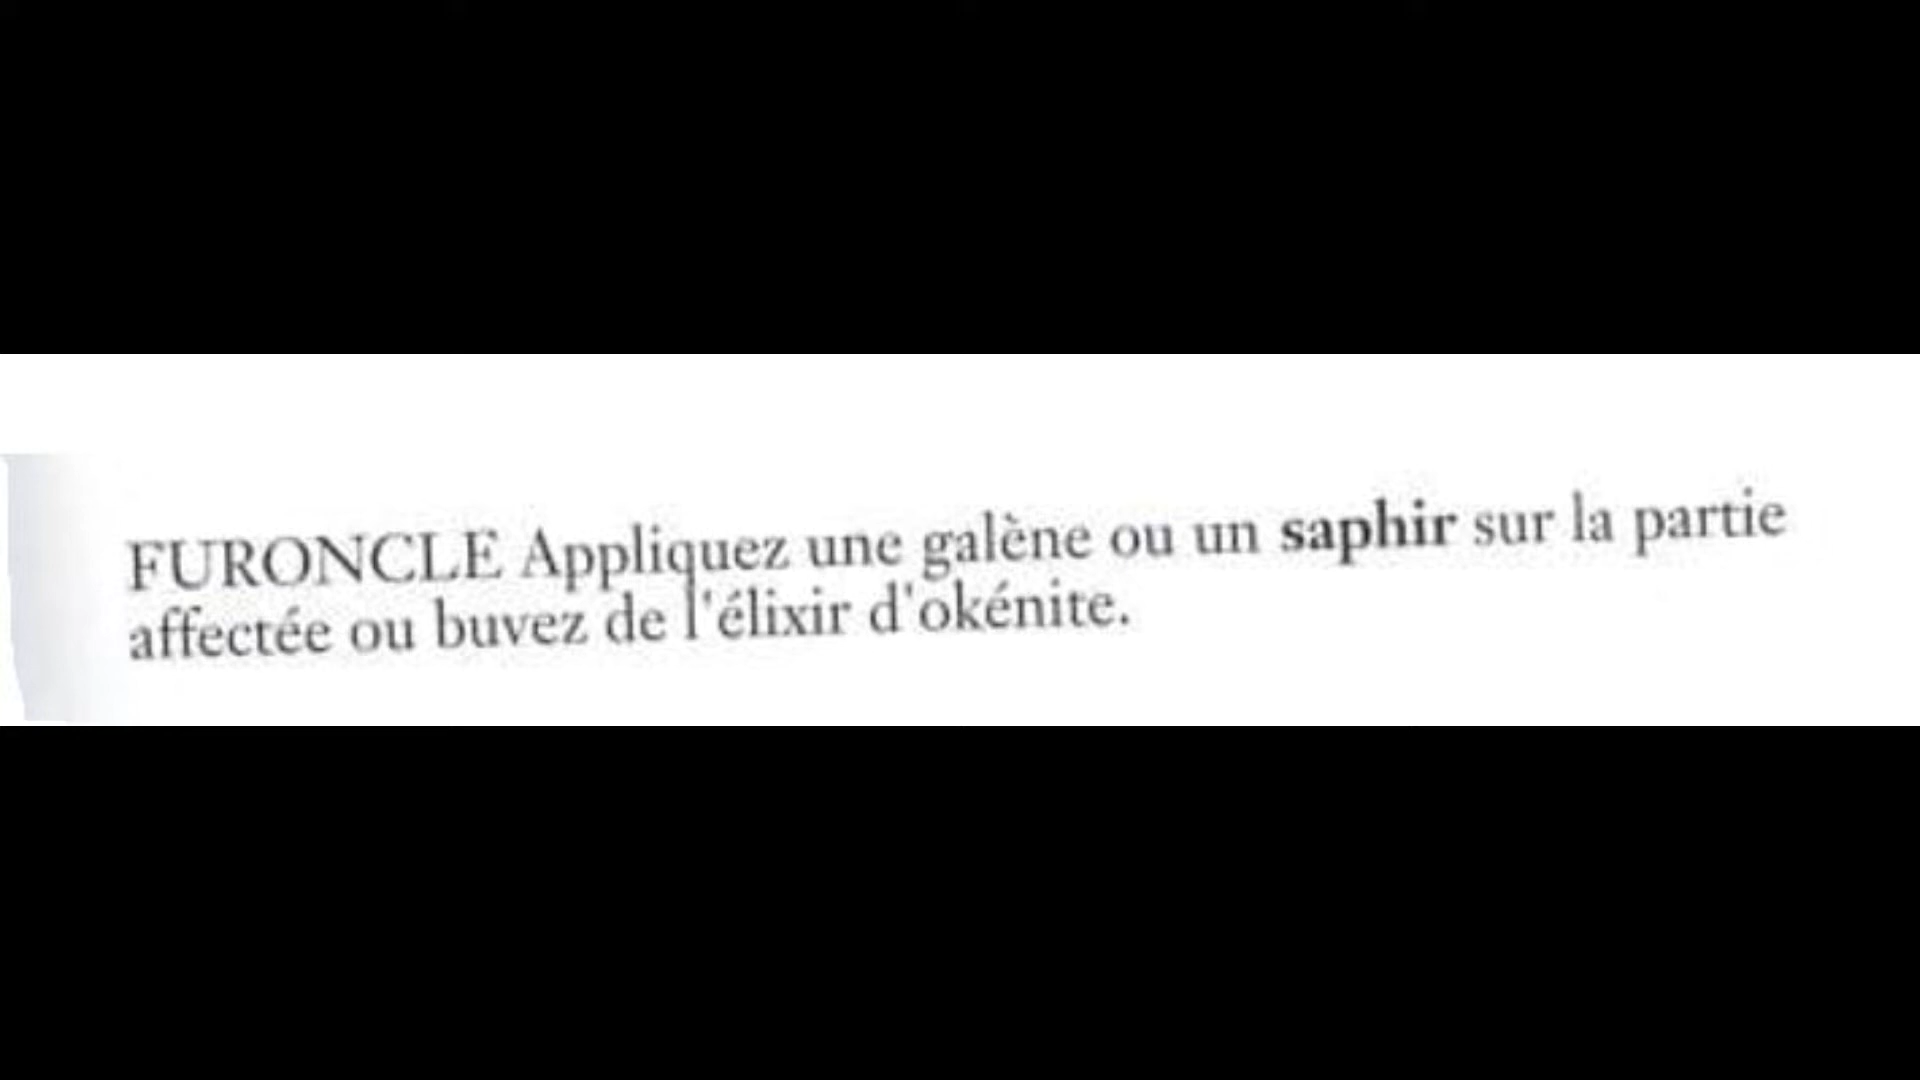 FURONCLE Appliquez une galène ou un saphir sur la partie
affectée ou buvez de l'élixir d'okénite.